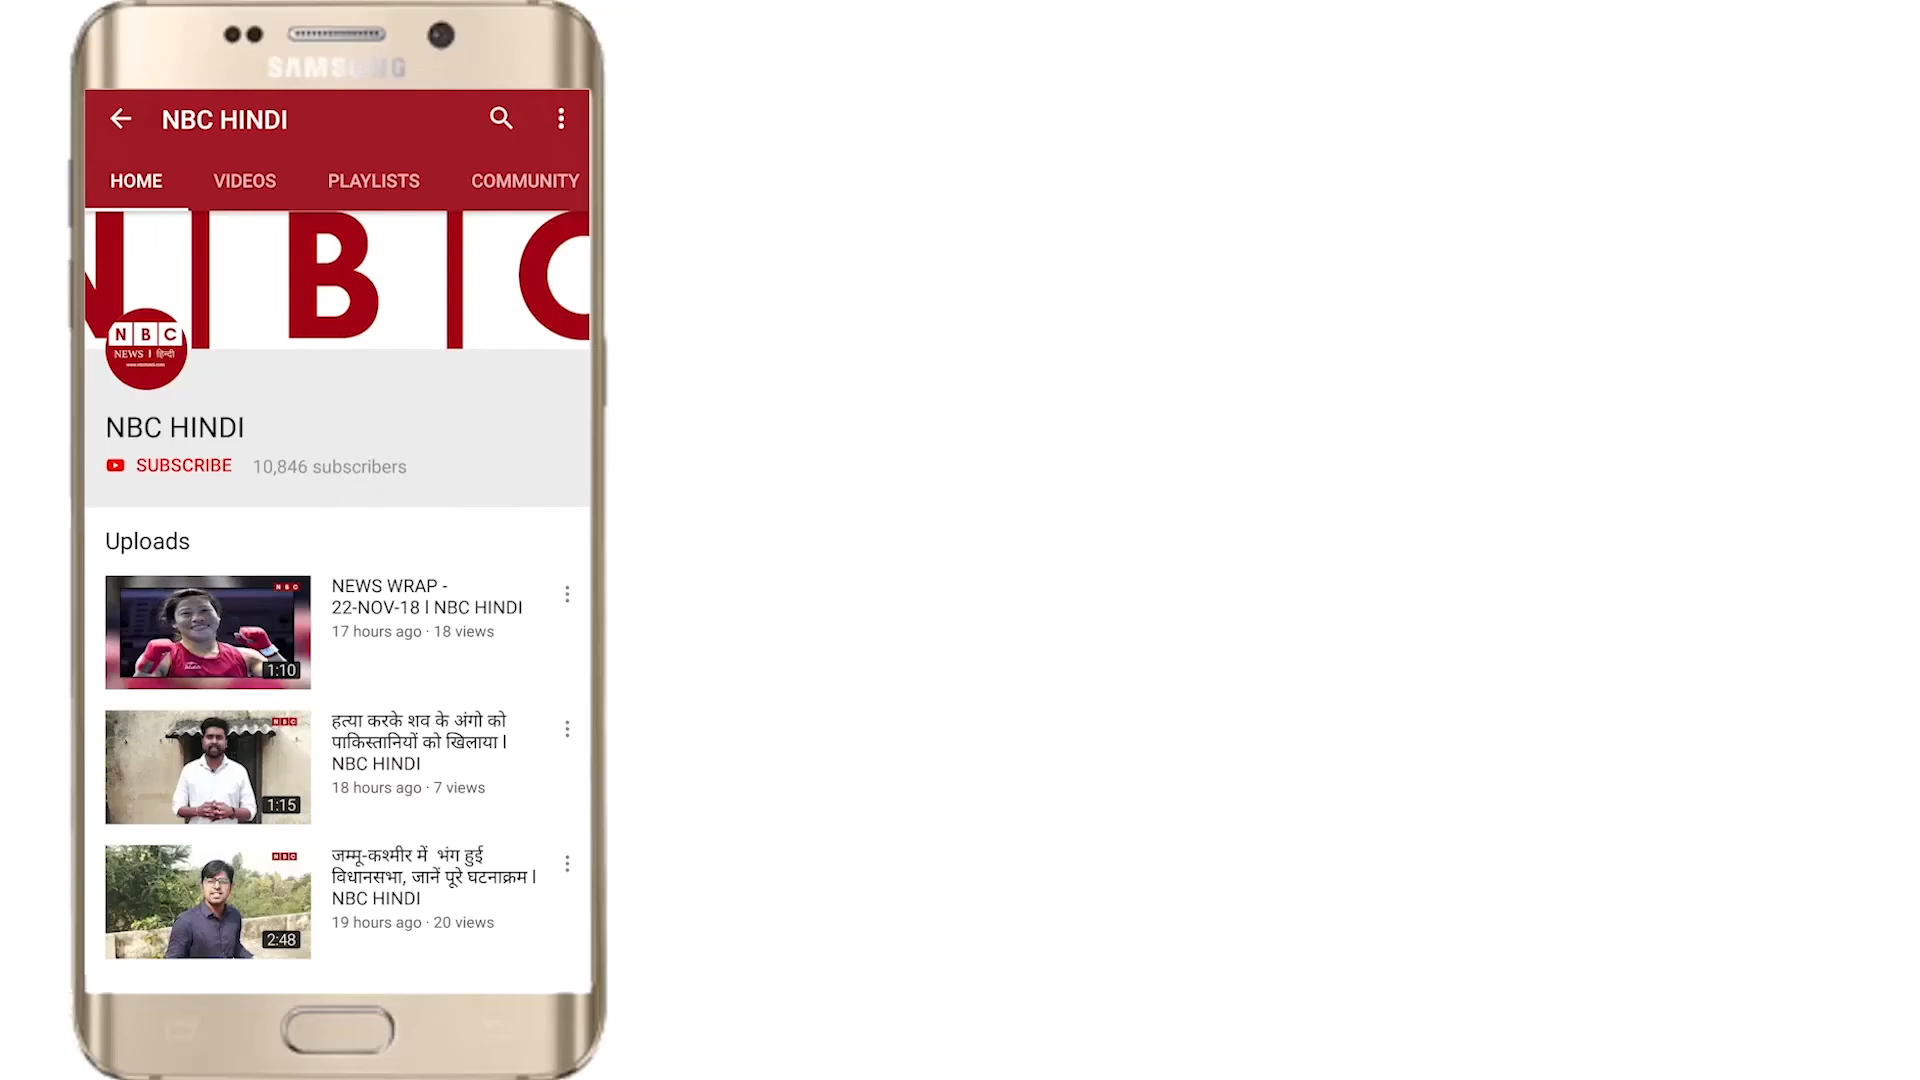 SAMSUNG
NBC HINDI
HOME VIDEOS PLAYLISTS COMMUNITY
N B C
N B C
NEWS I हिन्दी
NBC HINDI
SUBSCRIBE 10,846 subscribers
Uploads
N B C
NEWS WRAP -
22-NOV-18 l NBC HINDI
17 hours ago · 18 views
1:10
NBC
हत्या करके शव के अंगो को
पाकिस्तानियों को खिलाया l
NBC HINDI
18 hours ago · 7 views
1:15
NBC
जम्मू-कश्मीर में भंग हुई
विधानसभा, जानें पूरे घटनाक्रम l
NBC HINDI
19 hours ago · 20 views
2:48